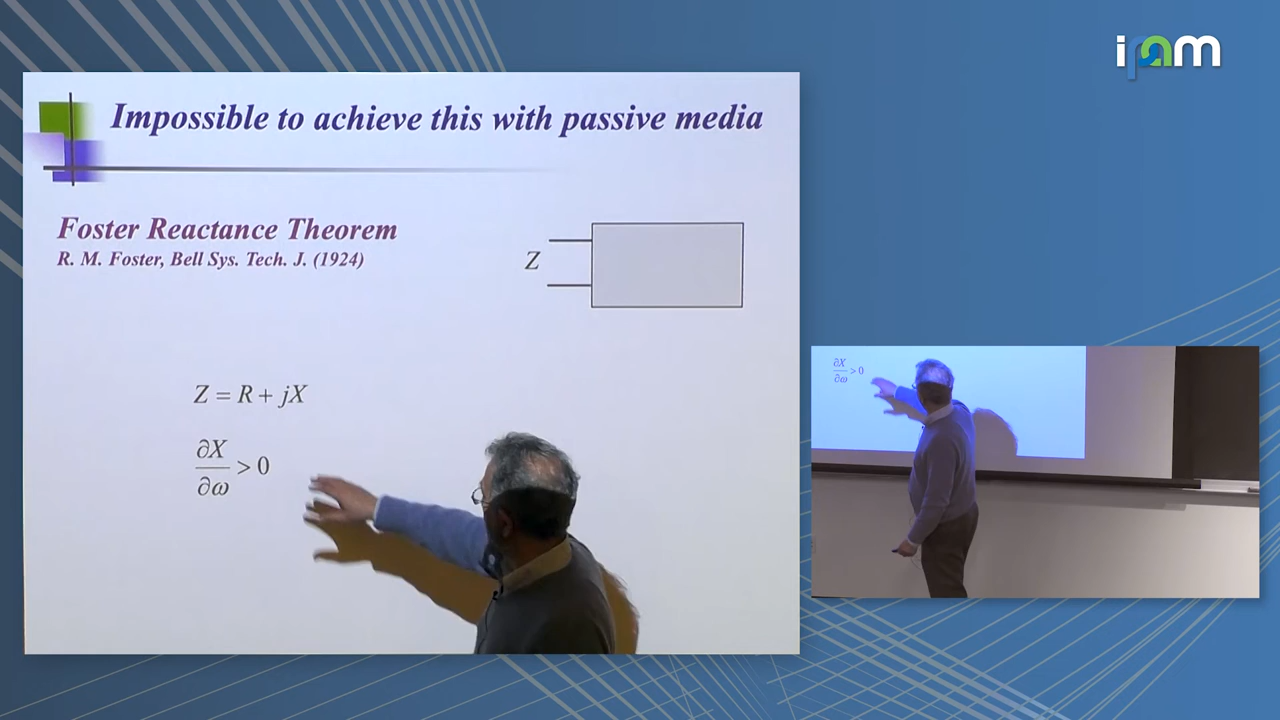 ipam
Impossible to achieve this with passive media
Foster Reactance Theorem
R. M. Foster, Bell Sys. Tech. J. (1924)
Z
Z = R + jX
∂X
∂ω
> 0
∂X
∂ω
> 0